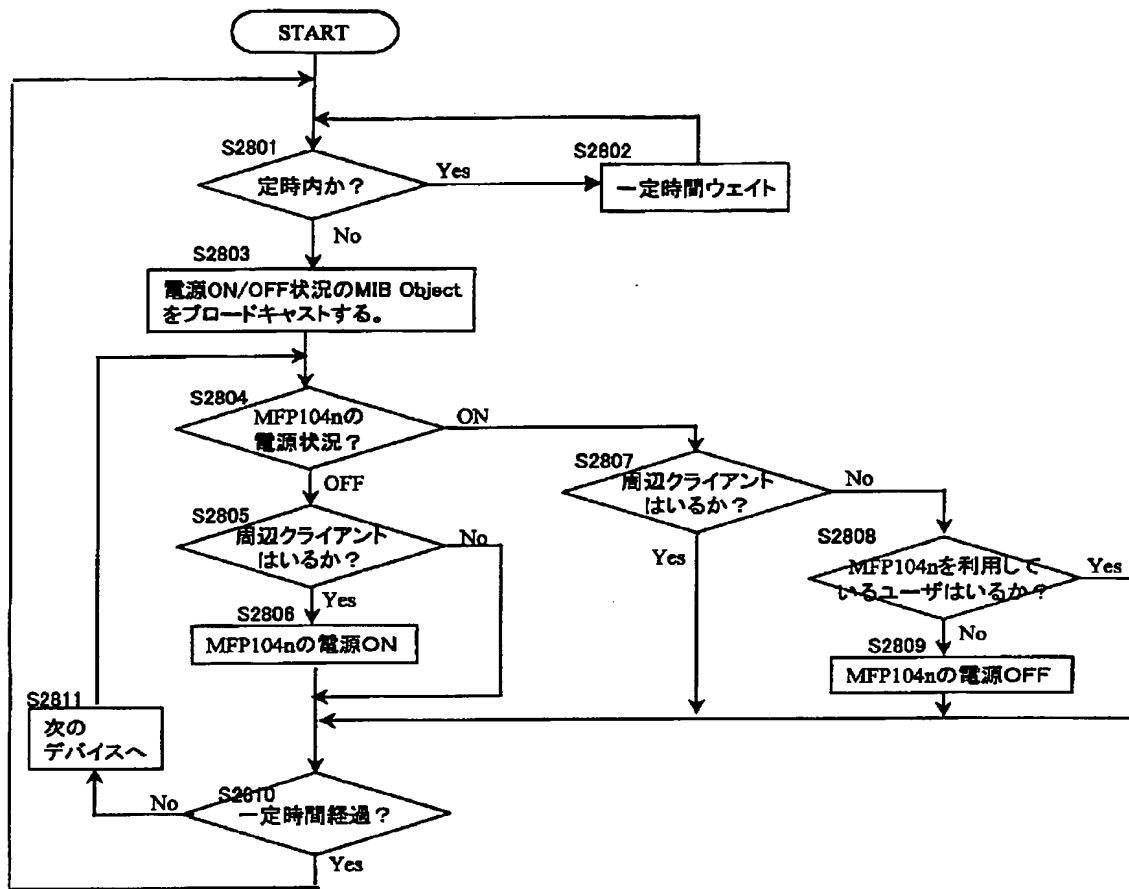 START
S2801
定時内か?
Yes
S2802
一定時間ウェイト
No
S2803
電源ON/OFF状況のMIB Object
をブロードキャストする。
S2804
MFP104nの
電源状況?
ON
OFF
S2805
周辺クライアント
はいるか?
No
Yes
S2806
MFP104nの電源ON
S2807
周辺クライアント
はいるか?
No
Yes
S2808
MFP104nを利用して
いるユーザはいるか?
Yes
No
S2809
MFP104nの電源OFF
S2811
次の
デバイスへ
S2810
一定時間経過?
No
Yes